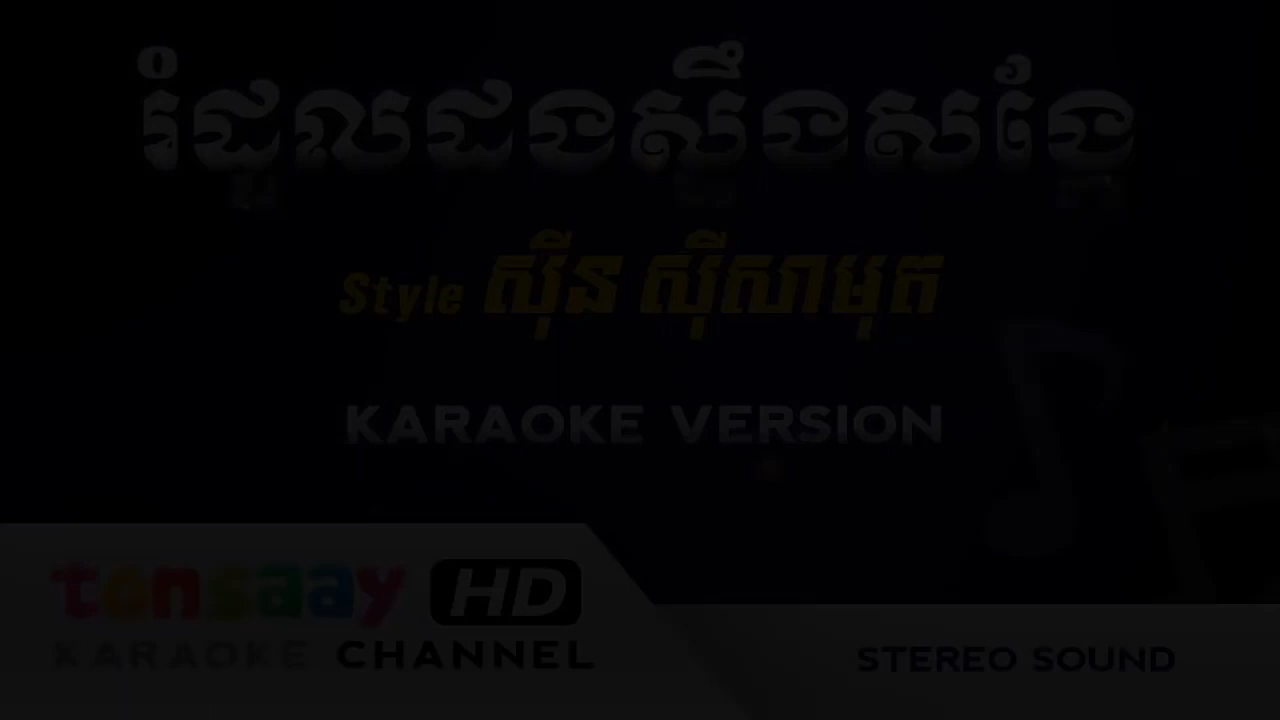 រំដួលដងស្ទឹងសង្កែ
Style ស៊ីន ស៊ីសាមុត
KARAOKE VERSION
tensaay HD
KARAOKE CHANNEL
STEREO SOUND